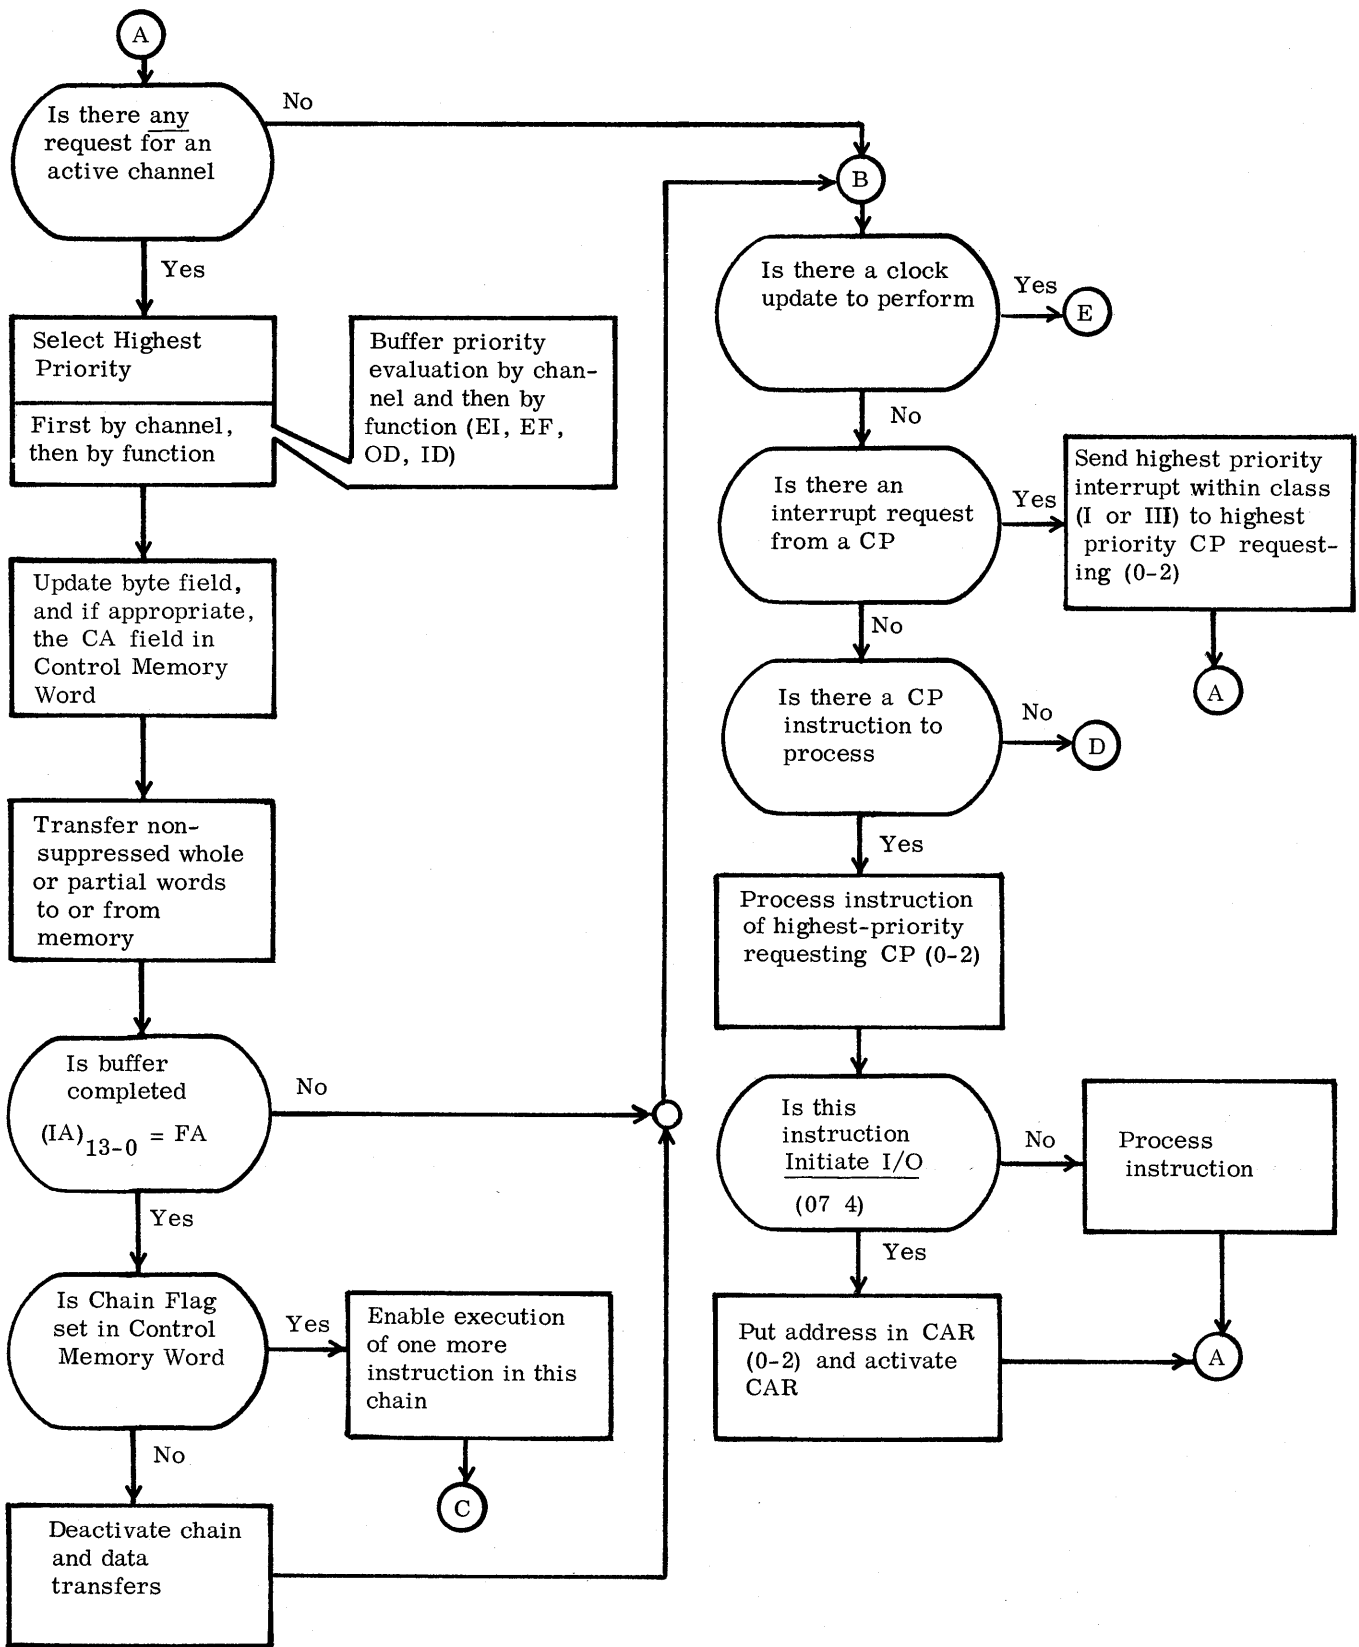 A
Is there any
request for an
active channel
No
Yes
Select Highest
Priority
First by channel,
then by function
Buffer priority
evaluation by chan-
nel and then by
function (EI, EF,
OD, ID)
Update byte field,
and if appropriate,
the CA field in
Control Memory
Word
Transfer non-
suppressed whole
or partial words
to or from
memory
Is buffer
completed
(IA)13-0 = FA
No
Yes
Is Chain Flag
set in Control
Memory Word
Yes
Enable execution
of one more
instruction in this
chain
C
No
Deactivate chain
and data
transfers
B
Is there a clock
update to perform
Yes
E
No
Is there an
interrupt request
from a CP
Yes
Send highest priority
interrupt within class
(I or III) to highest
priority CP request-
ing (0-2)
A
No
Is there a CP
instruction to
process
No
D
Yes
Process instruction
of highest-priority
requesting CP (0-2)
Is this
instruction
Initiate I/O
(07 4)
No
Process
instruction
Yes
Put address in CAR
(0-2) and activate
CAR
A